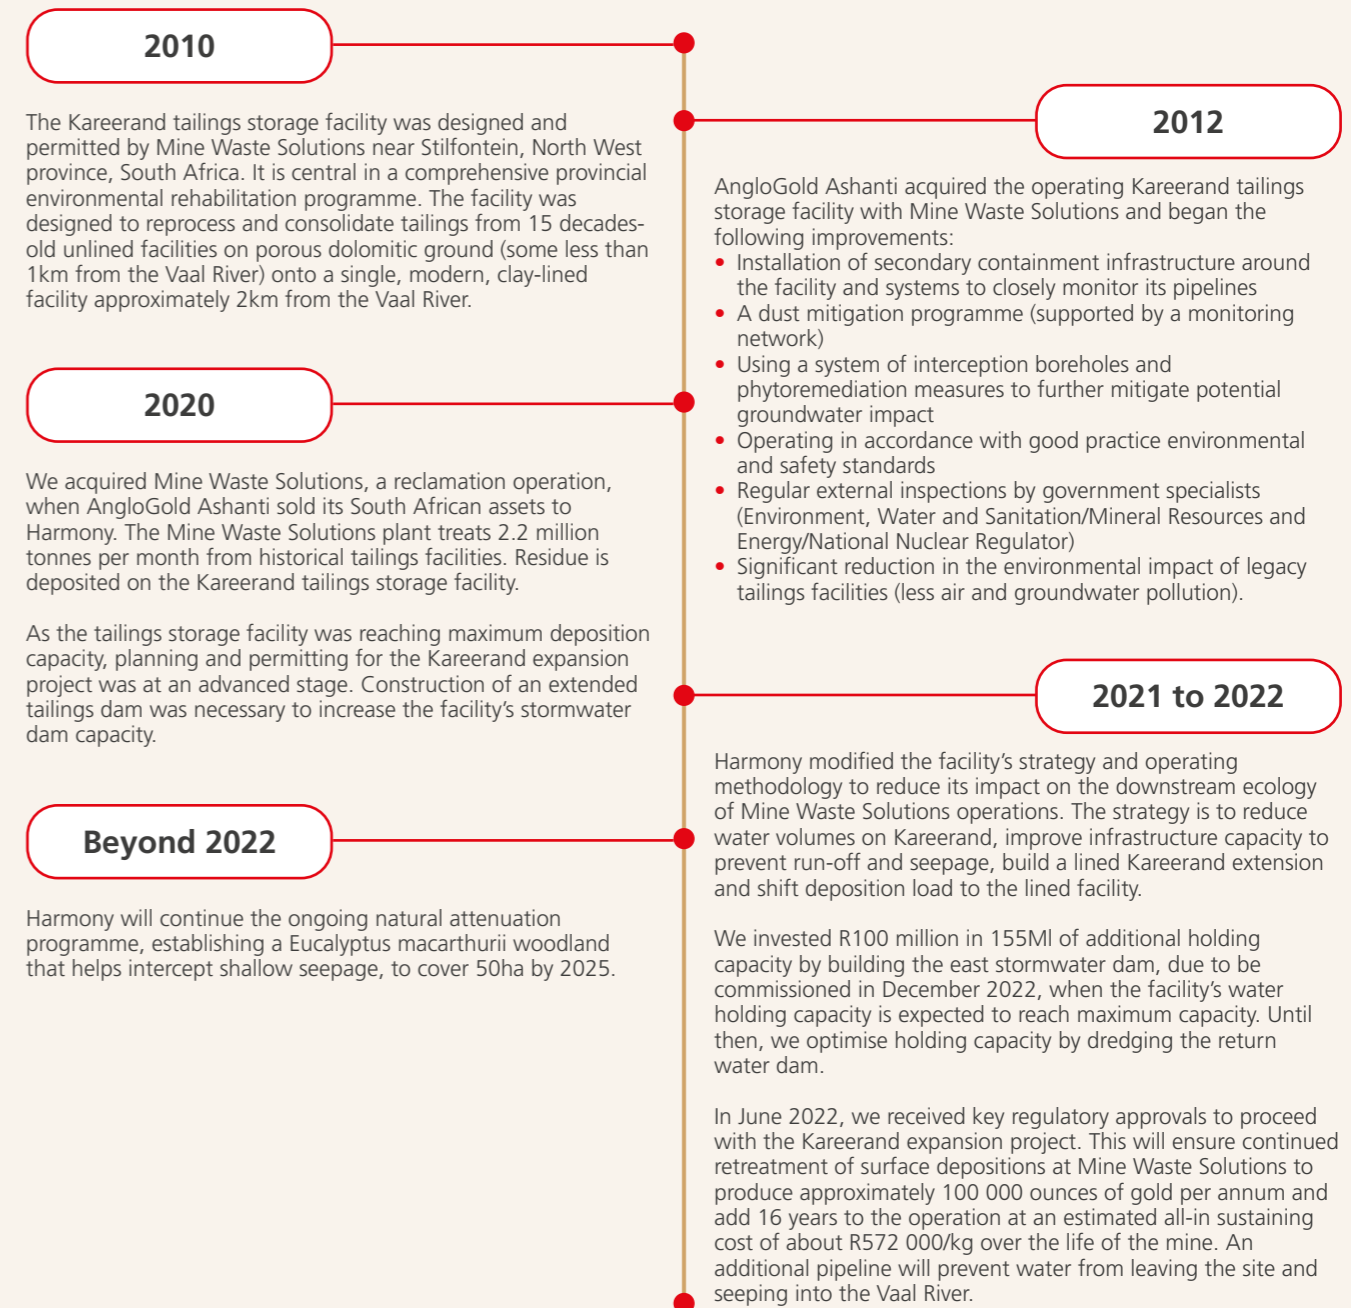 2010
The Kareerand tailings storage facility was designed and
permitted by Mine Waste Solutions near Stilfontein, North West
province, South Africa. It is central in a comprehensive provincial
environmental rehabilitation programme. The facility was
designed to reprocess and consolidate tailings from 15 decades-
old unlined facilities on porous dolomitic ground (some less than
1km from the Vaal River) onto a single, modern, clay-lined
facility approximately 2km from the Vaal River.
2012
AngloGold Ashanti acquired the operating Kareerand tailings
storage facility with Mine Waste Solutions and began the
following improvements:
• Installation of secondary containment infrastructure around
the facility and systems to closely monitor its pipelines
• A dust mitigation programme (supported by a monitoring
network)
• Using a system of interception boreholes and
phytoremediation measures to further mitigate potential
groundwater impact
• Operating in accordance with good practice environmental
and safety standards
• Regular external inspections by government specialists
(Environment, Water and Sanitation/Mineral Resources and
Energy/National Nuclear Regulator)
• Significant reduction in the environmental impact of legacy
tailings facilities (less air and groundwater pollution).
2020
We acquired Mine Waste Solutions, a reclamation operation,
when AngloGold Ashanti sold its South African assets to
Harmony. The Mine Waste Solutions plant treats 2.2 million
tonnes per month from historical tailings facilities. Residue is
deposited on the Kareerand tailings storage facility.
As the tailings storage facility was reaching maximum deposition
capacity, planning and permitting for the Kareerand expansion
project was at an advanced stage. Construction of an extended
tailings dam was necessary to increase the facility's stormwater
dam capacity.
2021 to 2022
Harmony modified the facility's strategy and operating
methodology to reduce its impact on the downstream ecology
of Mine Waste Solutions operations. The strategy is to reduce
water volumes on Kareerand, improve infrastructure capacity to
prevent run-off and seepage, build a lined Kareerand extension
and shift deposition load to the lined facility.
We invested R100 million in 155Ml of additional holding
capacity by building the east stormwater dam, due to be
commissioned in December 2022, when the facility's water
holding capacity is expected to reach maximum capacity. Until
then, we optimise holding capacity by dredging the return
water dam.
In June 2022, we received key regulatory approvals to proceed
with the Kareerand expansion project. This will ensure continued
retreatment of surface depositions at Mine Waste Solutions to
produce approximately 100 000 ounces of gold per annum and
add 16 years to the operation at an estimated all-in sustaining
cost of about R572 000/kg over the life of the mine. An
additional pipeline will prevent water from leaving the site and
seeping into the Vaal River.
Beyond 2022
Harmony will continue the ongoing natural attenuation
programme, establishing a Eucalyptus macarthurii woodland
that helps intercept shallow seepage, to cover 50ha by 2025.